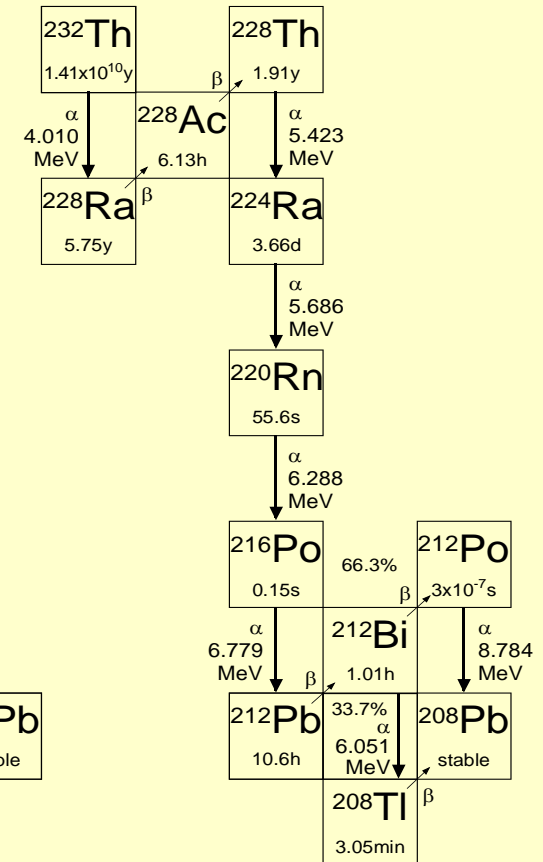 ²³²Th
²²⁸Th
1.41x10¹⁰y
1.91y
β
α
4.010
MeV
²²⁸Ac
α
5.423
MeV
6.13h
²²⁸Ra
β
²²⁴Ra
5.75y
3.66d
α
5.686
MeV
²²⁰Rn
55.6s
α
6.288
MeV
²¹⁶Po
²¹²Po
66.3%
0.15s
β
3x10⁻⁷s
α
6.779
MeV
²¹²Bi
α
8.784
MeV
1.01h
β
Pb
²¹²Pb
33.7%
α
6.051
MeV
²⁰⁸Pb
ole
10.6h
stable
²⁰⁸Tl
β
3.05min